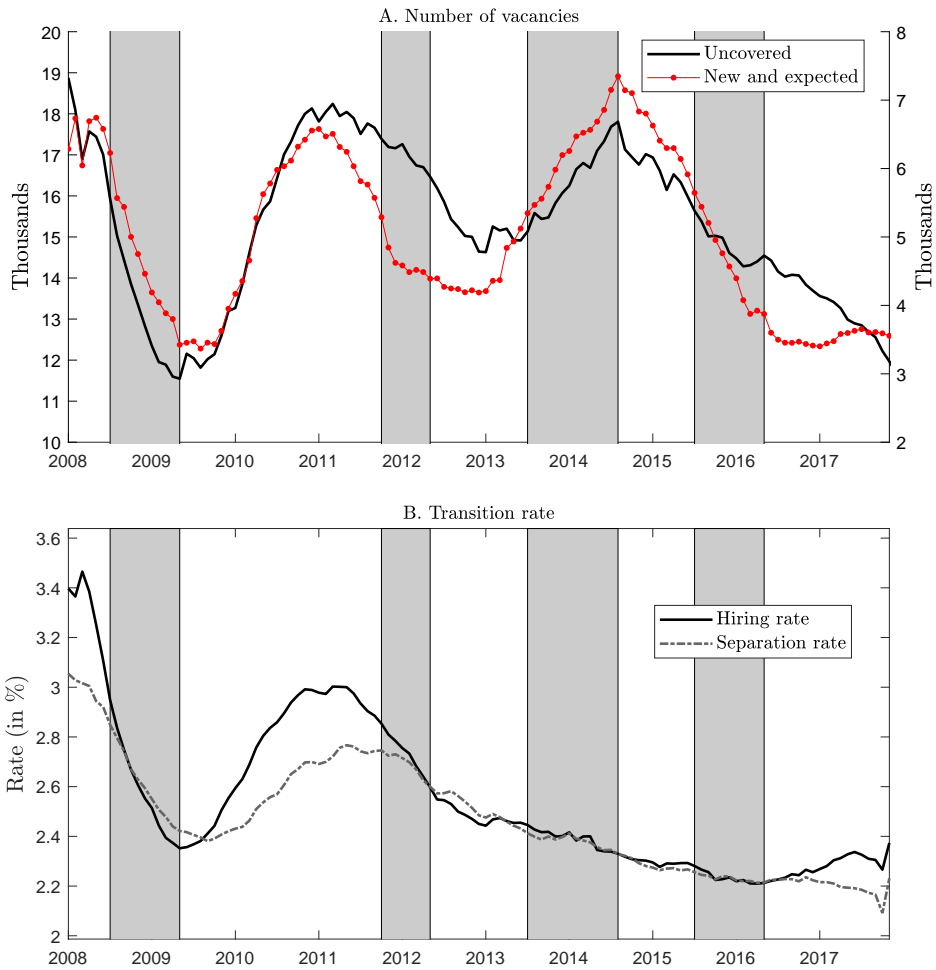 A. Number of vacancies
20
19
18
17
16
15
14
13
12
11
10
8
7
6
5
4
3
2
Thousands
Thousands
Uncovered
New and expected
2008 2009 2010 2011 2012 2013 2014 2015 2016 2017
B. Transition rate
3.6
3.4
3.2
3
2.8
2.6
2.4
2.2
2
Rate (in %)
Hiring rate
Separation rate
2008 2009 2010 2011 2012 2013 2014 2015 2016 2017